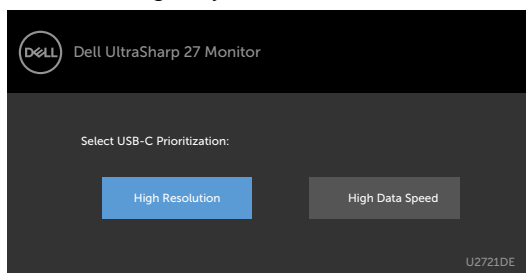 DELL
Dell UltraSharp 27 Monitor
Select USB-C Prioritization:
High Resolution
High Data Speed
U2721DE